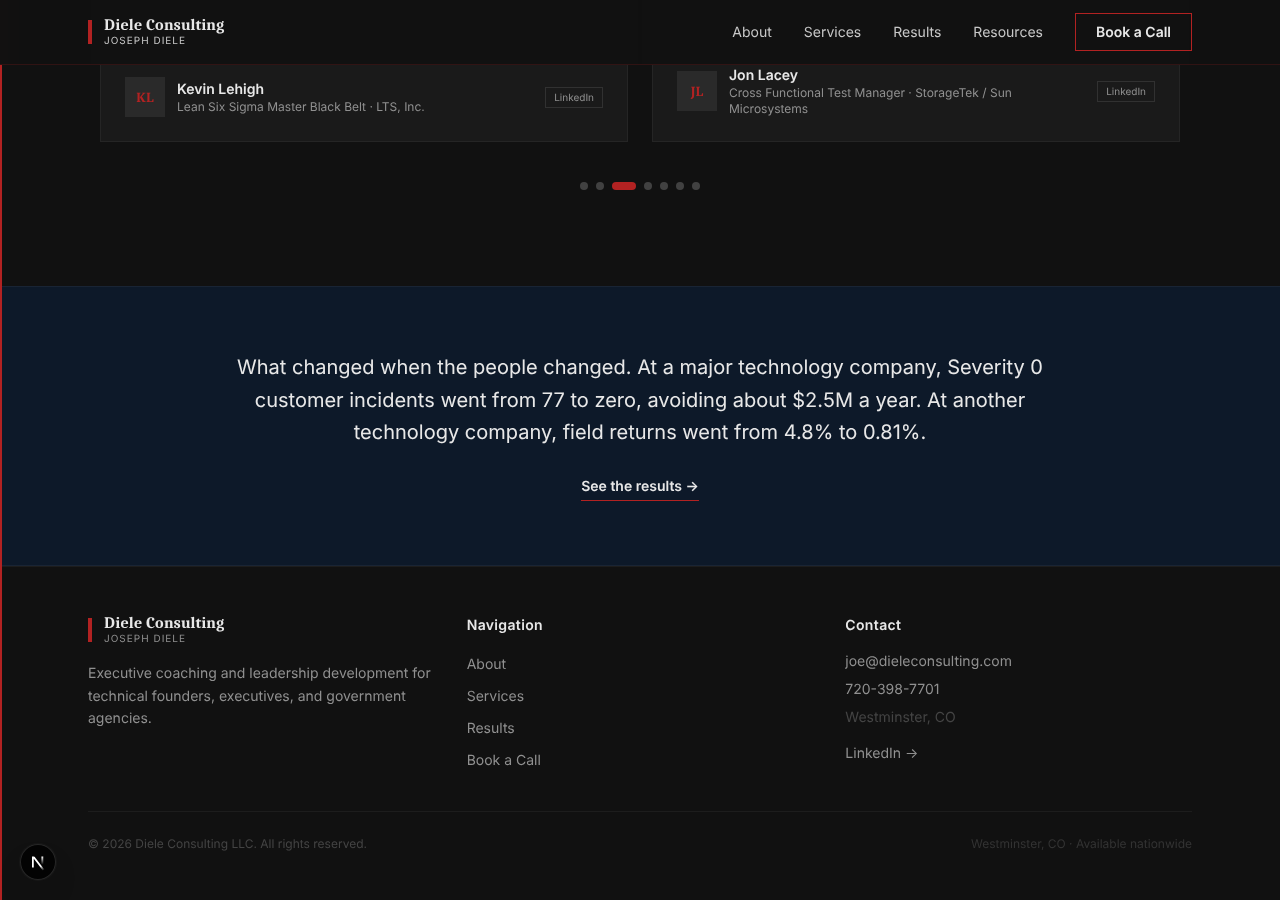 Diele Consulting
JOSEPH DIELE
About
Services
Results
Resources
Book a Call
KL
Kevin Lehigh
Lean Six Sigma Master Black Belt · LTS, Inc.
LinkedIn
JL
Jon Lacey
Cross Functional Test Manager · StorageTek / Sun
Microsystems
LinkedIn
What changed when the people changed. At a major technology company, Severity 0
customer incidents went from 77 to zero, avoiding about $2.5M a year. At another
technology company, field returns went from 4.8% to 0.81%.
See the results →
Diele Consulting
JOSEPH DIELE
Executive coaching and leadership development for
technical founders, executives, and government
agencies.
Navigation
About
Services
Results
Book a Call
Contact
joe@dieleconsulting.com
720-398-7701
Westminster, CO
LinkedIn →
© 2026 Diele Consulting LLC. All rights reserved.
Westminster, CO · Available nationwide
N